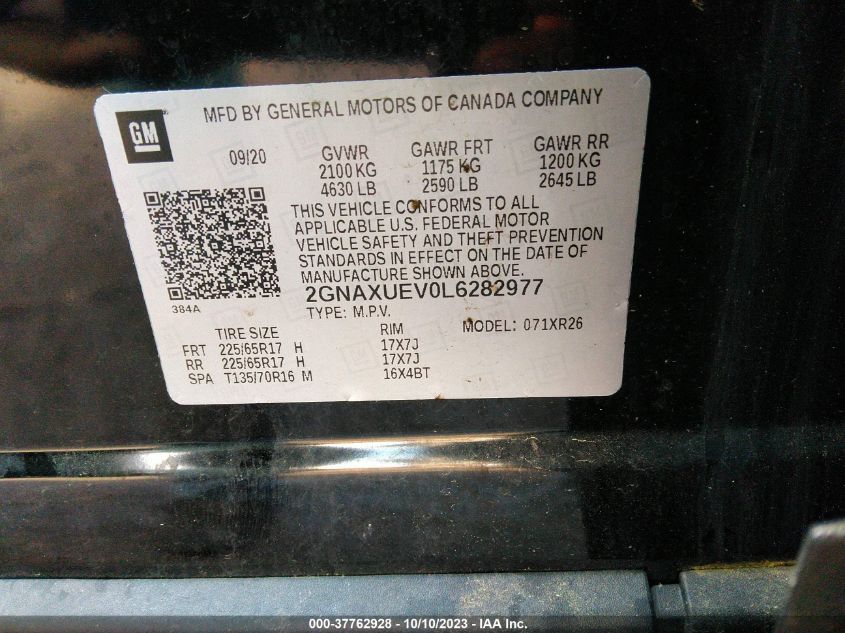 GM
MFD BY GENERAL MOTORS OF CANADA COMPANY
09/20 GVWR GAWR FRT GAWR RR
2100 KG 1175 KG 1200 KG
4630 LB 2590 LB 2645 LB
THIS VEHICLE CONFORMS TO ALL
APPLICABLE U.S. FEDERAL MOTOR
VEHICLE SAFETY AND THEFT PREVENTION
STANDARDS IN EFFECT ON THE DATE OF
MANUFACTURE SHOWN ABOVE.
2GNAXUEV0L6282977
384A
TYPE: M.P.V. MODEL: 071XR26
TIRE SIZE RIM
FRT 225/65R17 H 17X7J
RR 225/65R17 H 17X7J
SPA T135/70R16 M 16X4BT
000-37762928 - 10/10/2023 - IAA Inc.